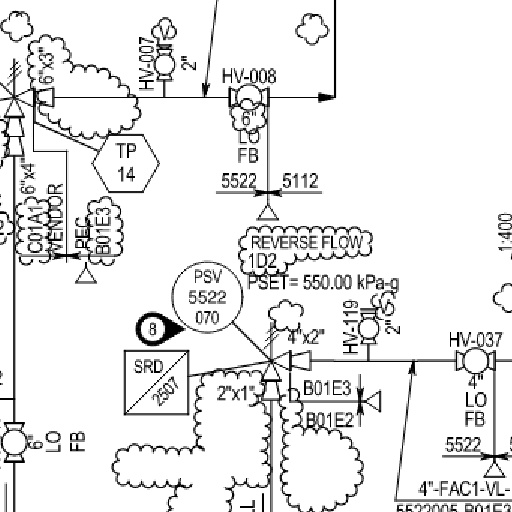 HV-007
2"
6"x3"
HV-008
6"
LO
FB
TP
14
6"x4"
C01A1
VENDOR
PEC
B01E3
5522
5112
REVERSE FLOW
1D2
PSET= 550.00 kPa-g
1:400
PSV
5522
070
8
SRD
2507
4"x2"
HV-119
2"
HV-037
4"
LO
FB
2"x1"
B01E3
B01E2
6"
LO
FB
5522
4"-FAC1-VL-
5522005-B01E3